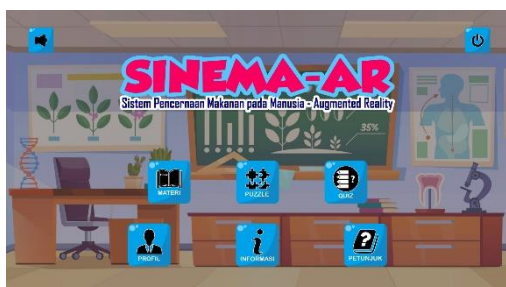 SINEMA-AR
Sistem Pencernaan Makanan pada Manusia - Augmented Reality
35%
MATERI
PUZZLE
QUIZ
PROFIL
INFORMASI
PETUNJUK